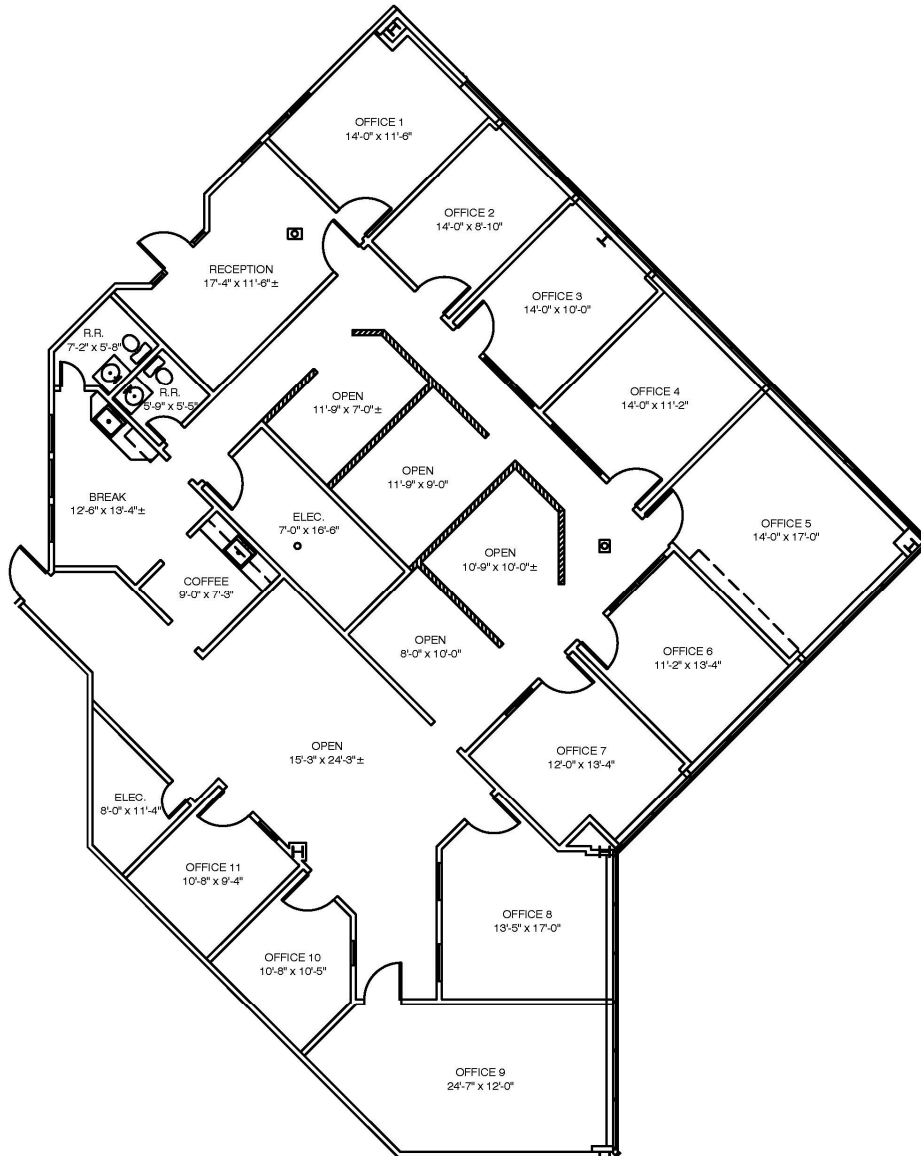 OFFICE 1
14'-0" x 11'-6"
OFFICE 2
14'-0" x 8'-10"
RECEPTION
17'-4" x 11'-6"±
OFFICE 3
14'-0" x 10'-0"
R.R.
7'-2" x 5'-8"
R.R.
5'-9" x 5'-5"
OPEN
11'-9" x 7'-0"±
OFFICE 4
14'-0" x 11'-2"
OPEN
11'-9" x 9'-0"
BREAK
12'-6" x 13'-4"±
ELEC.
7'-0" x 16'-6"
OFFICE 5
14'-0" x 17'-0"
OPEN
10'-9" x 10'-0"±
COFFEE
9'-0" x 7'-3"
OPEN
8'-0" x 10'-0"
OFFICE 6
11'-2" x 13'-4"
OPEN
15'-3" x 24'-3"±
OFFICE 7
12'-0" x 13'-4"
ELEC.
8'-0" x 11'-4"
OFFICE 11
10'-8" x 9'-4"
OFFICE 8
13'-5" x 17'-0"
OFFICE 10
10'-8" x 10'-5"
OFFICE 9
24'-7" x 12'-0"